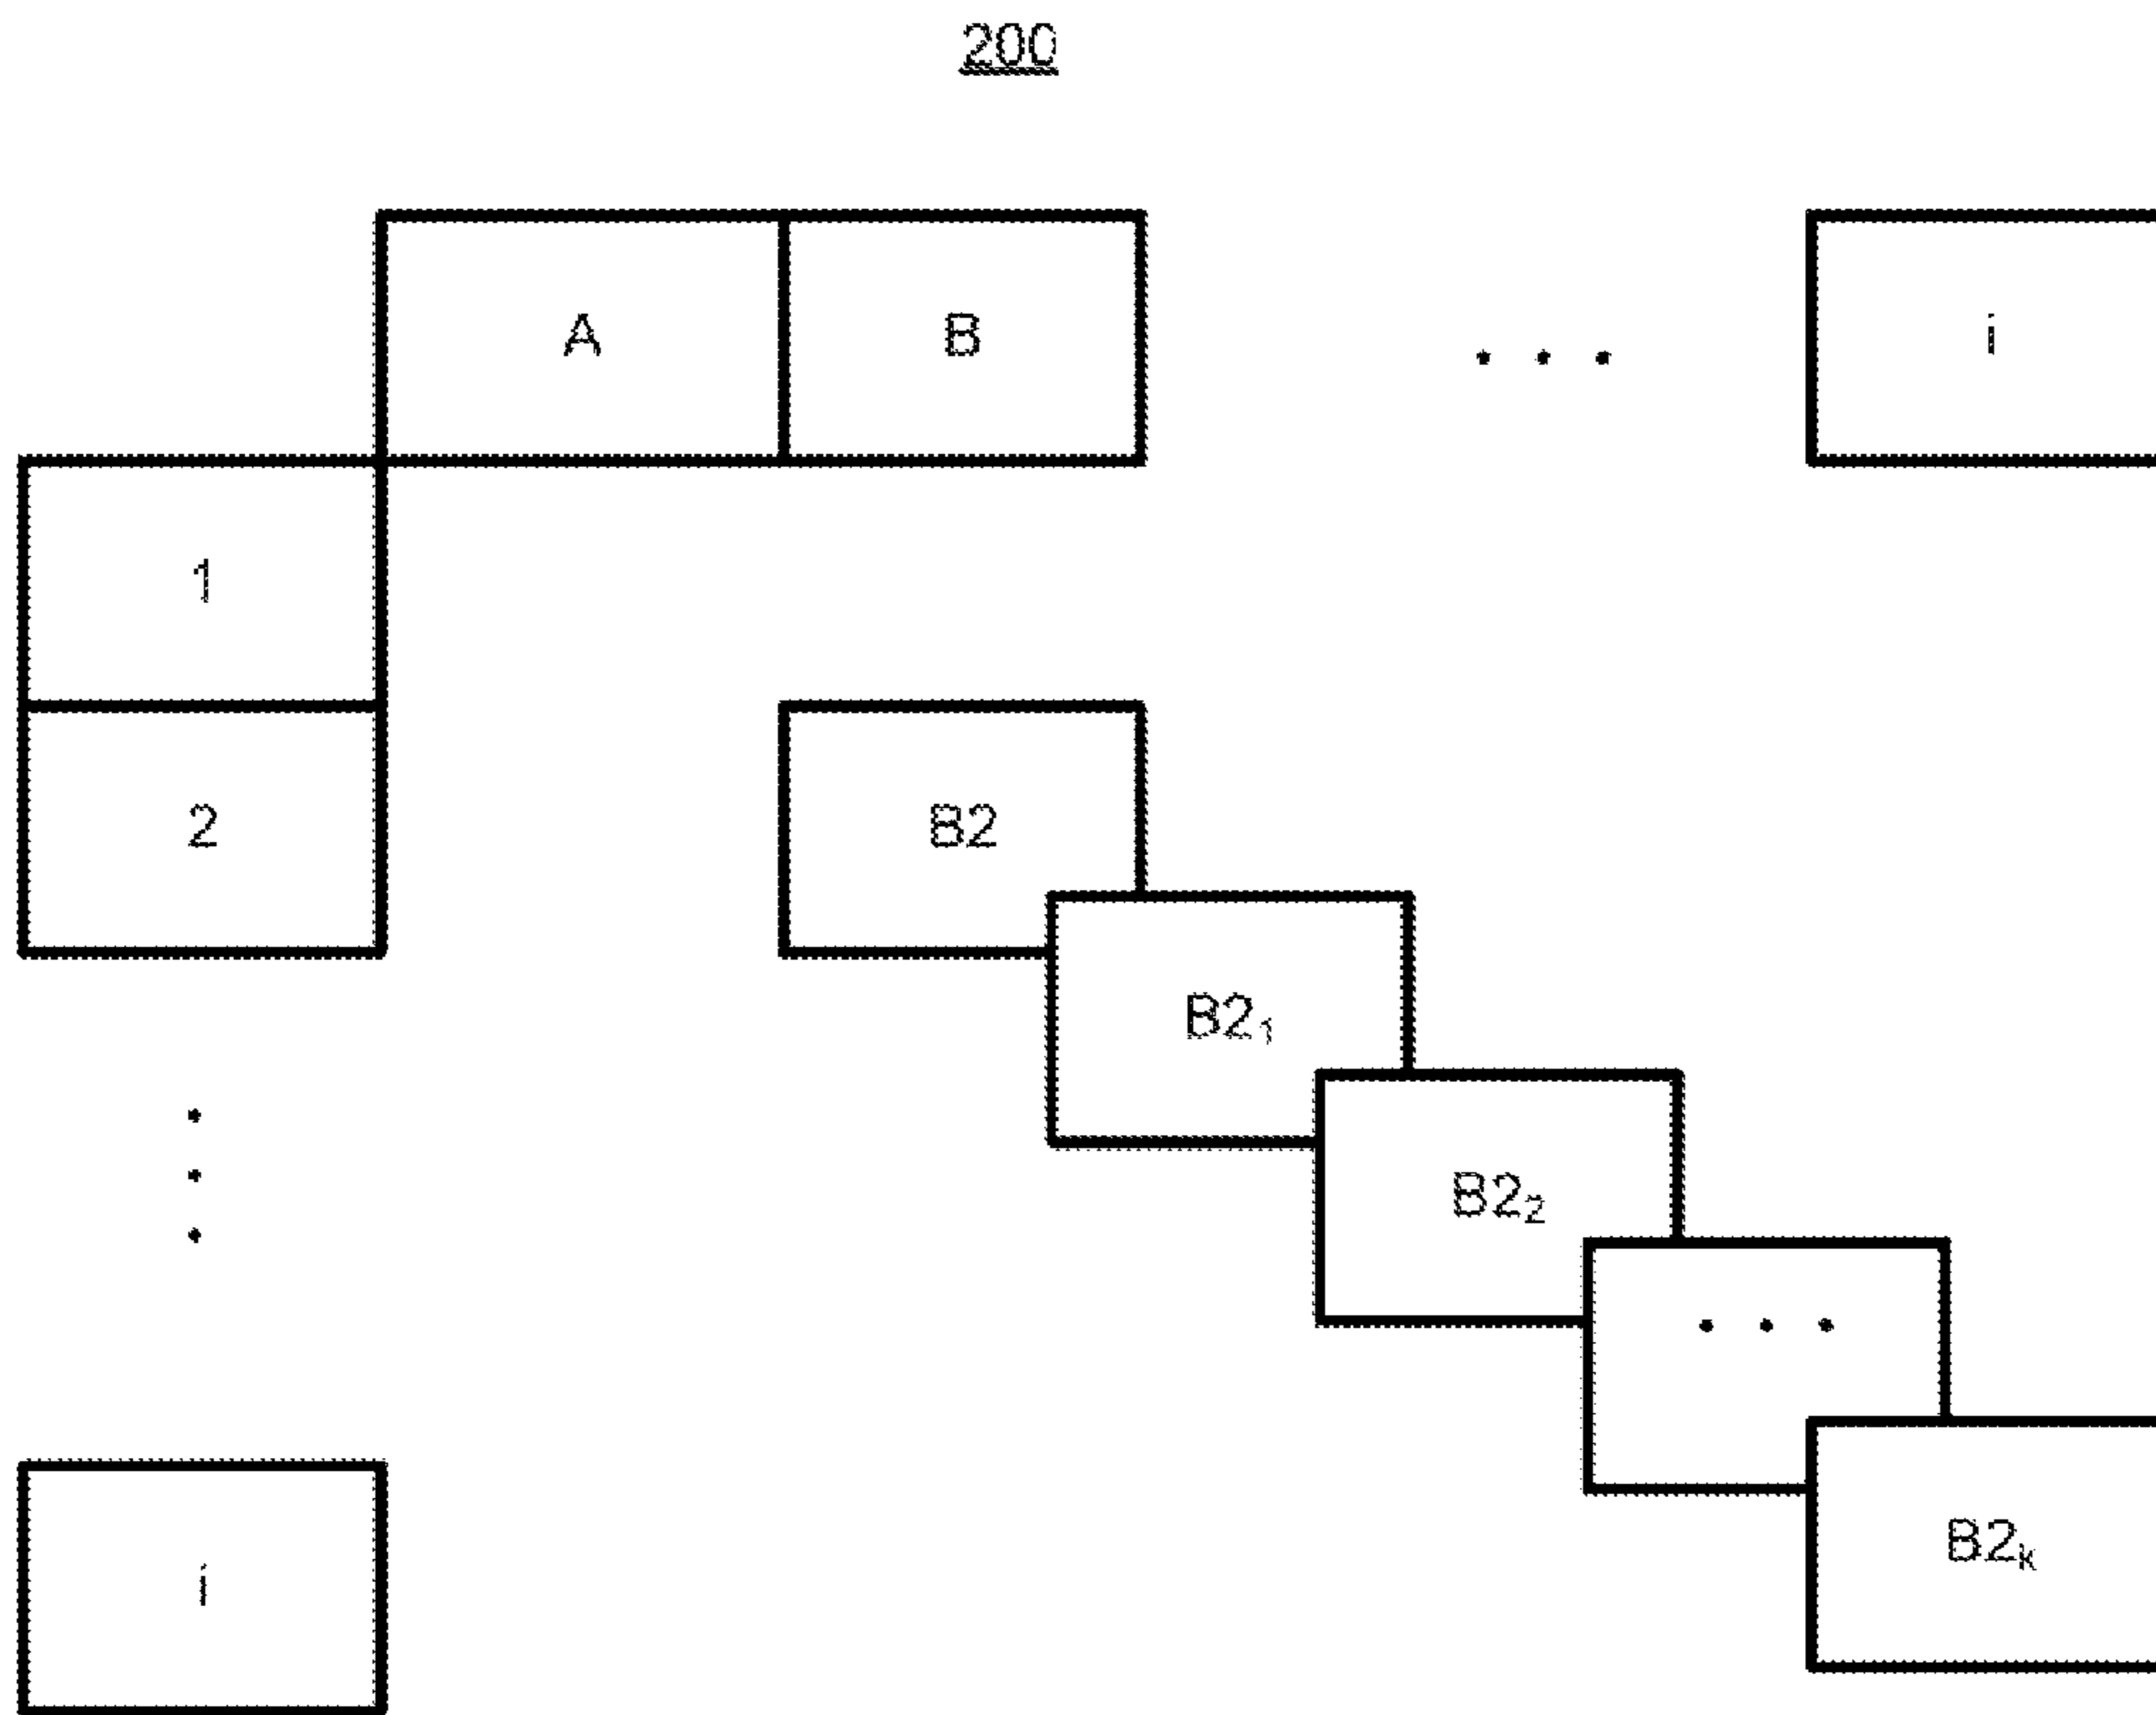 200
A B . . . i
1
2 B2
B2₁
B2₂
. . .
B2ₖ
i